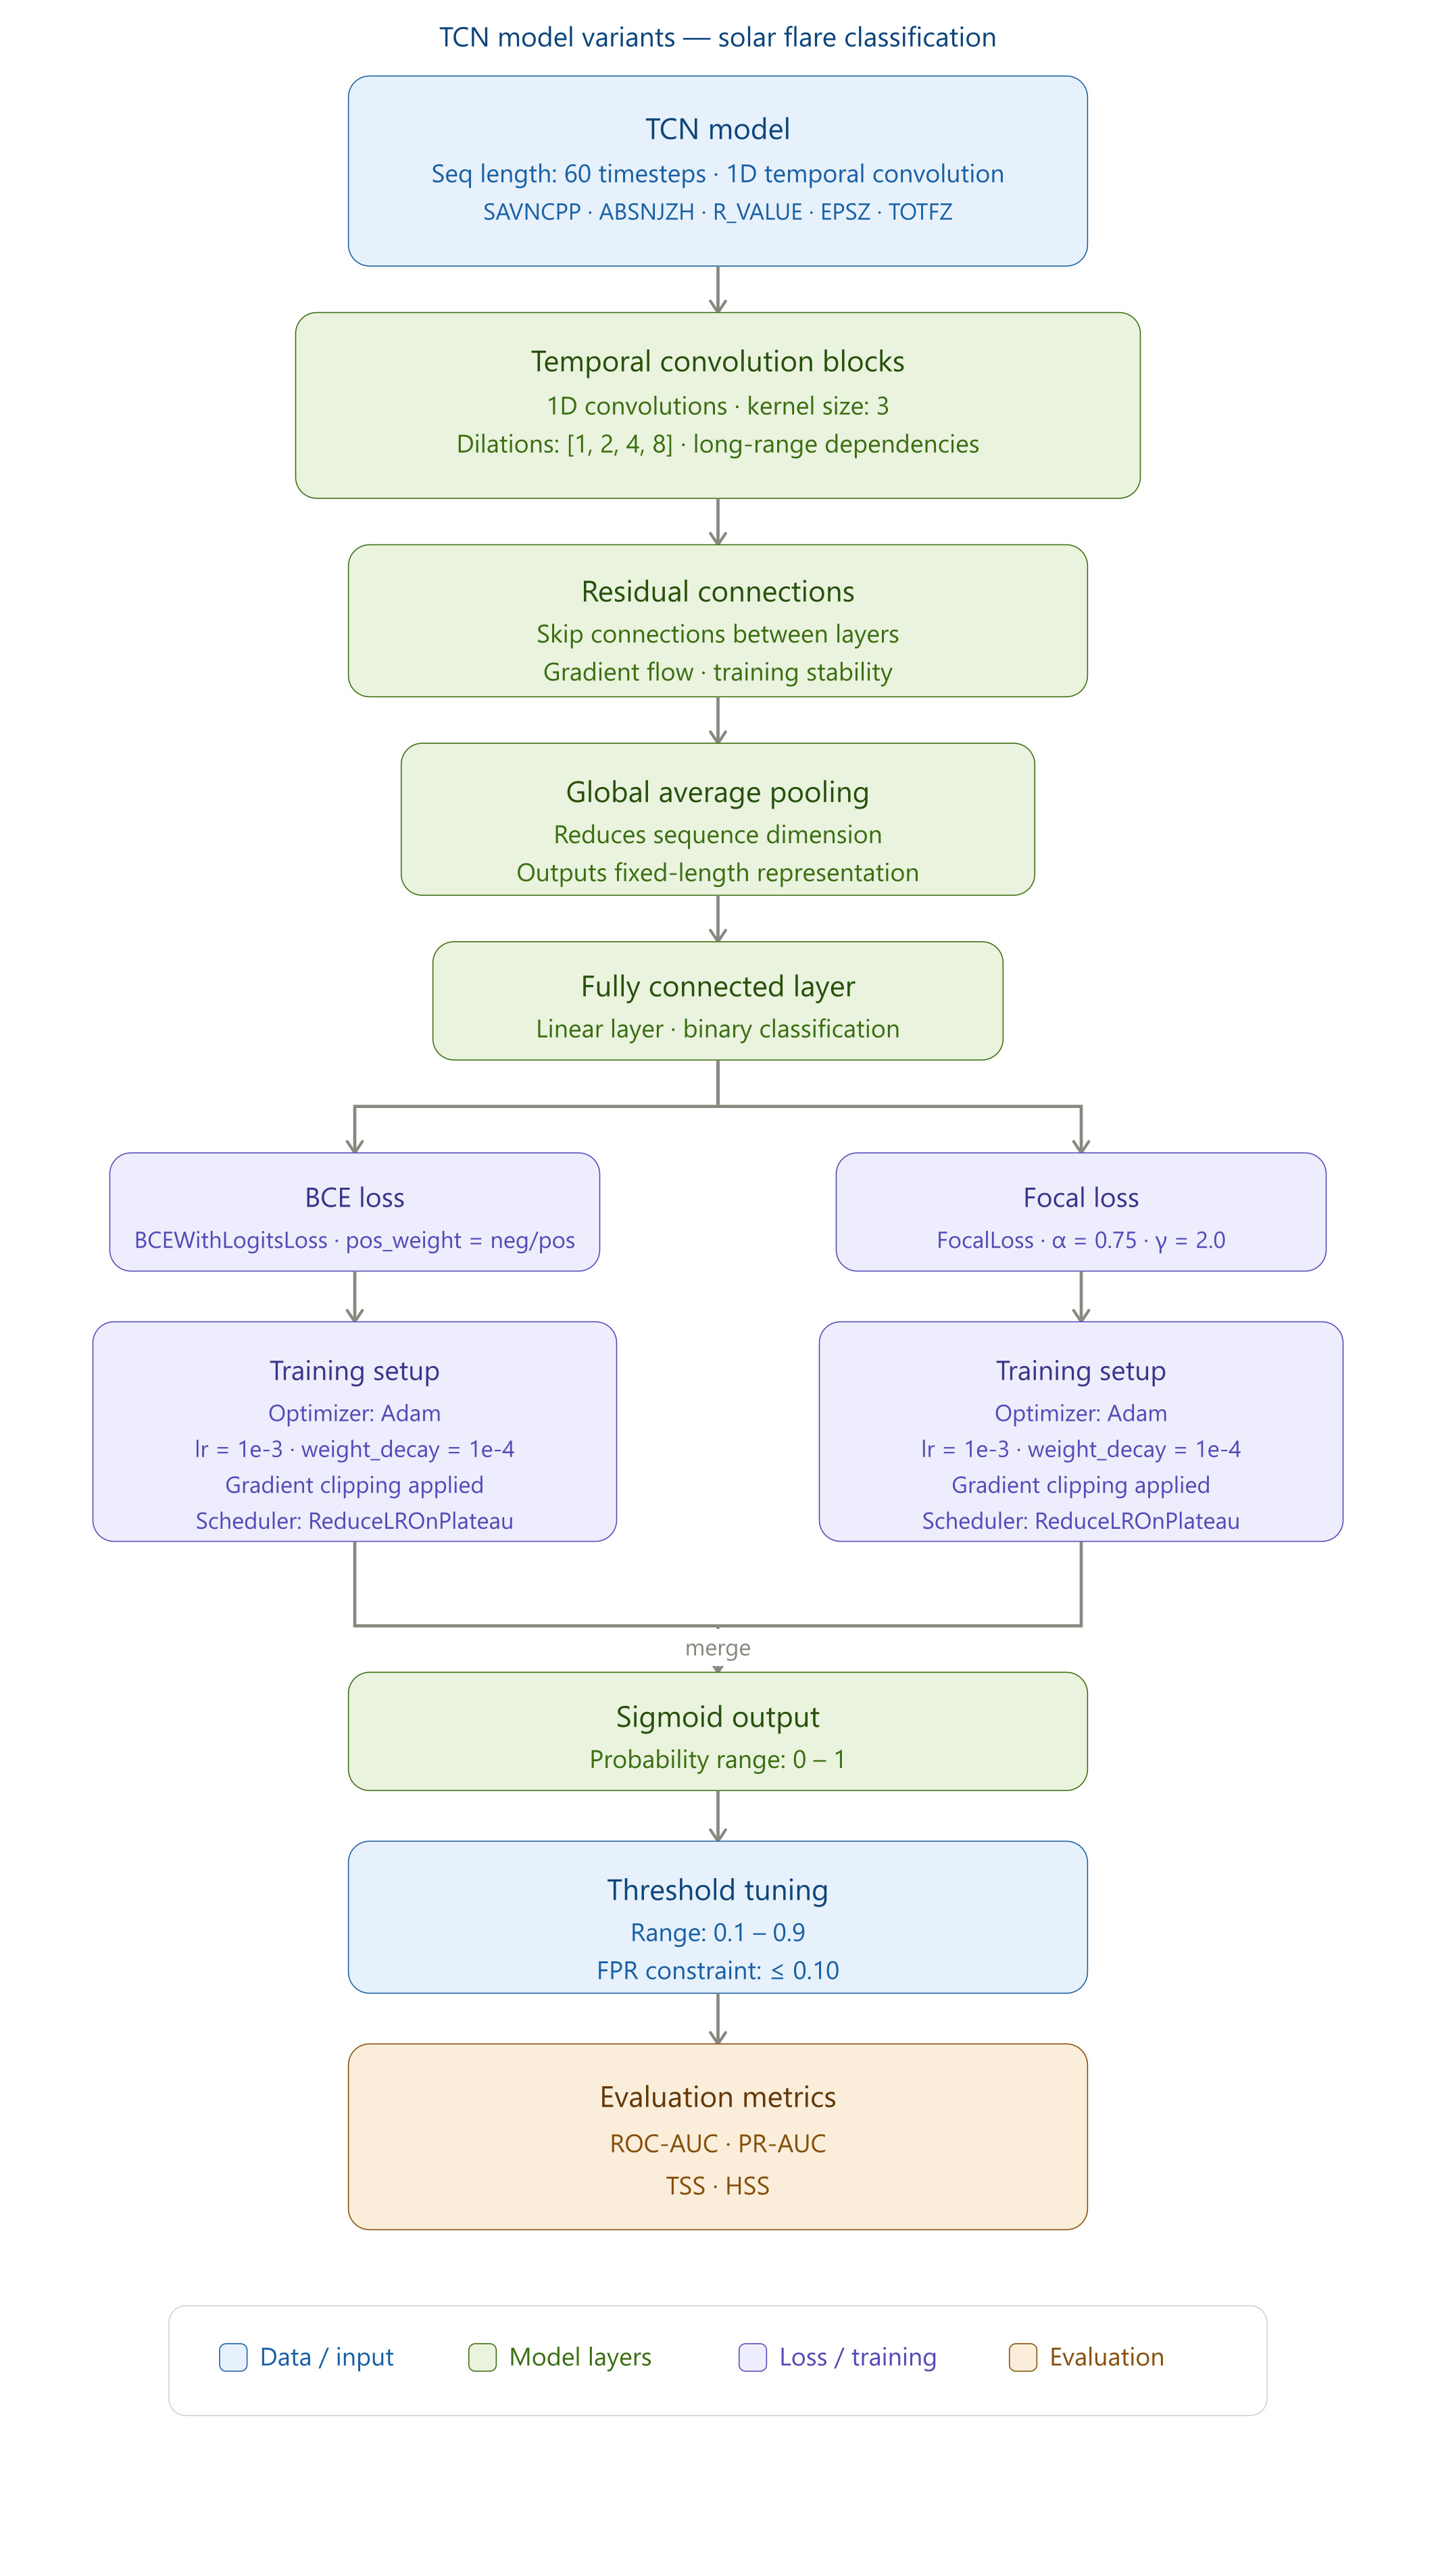 TCN model variants — solar flare classification
TCN model
Seq length: 60 timesteps · 1D temporal convolution
SAVNCPP · ABSNJZH · R_VALUE · EPSZ · TOTFZ
Temporal convolution blocks
1D convolutions · kernel size: 3
Dilations: [1, 2, 4, 8] · long-range dependencies
Residual connections
Skip connections between layers
Gradient flow · training stability
Global average pooling
Reduces sequence dimension
Outputs fixed-length representation
Fully connected layer
Linear layer · binary classification
BCE loss
BCEWithLogitsLoss · pos_weight = neg/pos
Focal loss
FocalLoss · α = 0.75 · γ = 2.0
Training setup
Optimizer: Adam
lr = 1e-3 · weight_decay = 1e-4
Gradient clipping applied
Scheduler: ReduceLROnPlateau
Training setup
Optimizer: Adam
lr = 1e-3 · weight_decay = 1e-4
Gradient clipping applied
Scheduler: ReduceLROnPlateau
merge
Sigmoid output
Probability range: 0 – 1
Threshold tuning
Range: 0.1 – 0.9
FPR constraint: ≤ 0.10
Evaluation metrics
ROC-AUC · PR-AUC
TSS · HSS
Data / input
Model layers
Loss / training
Evaluation